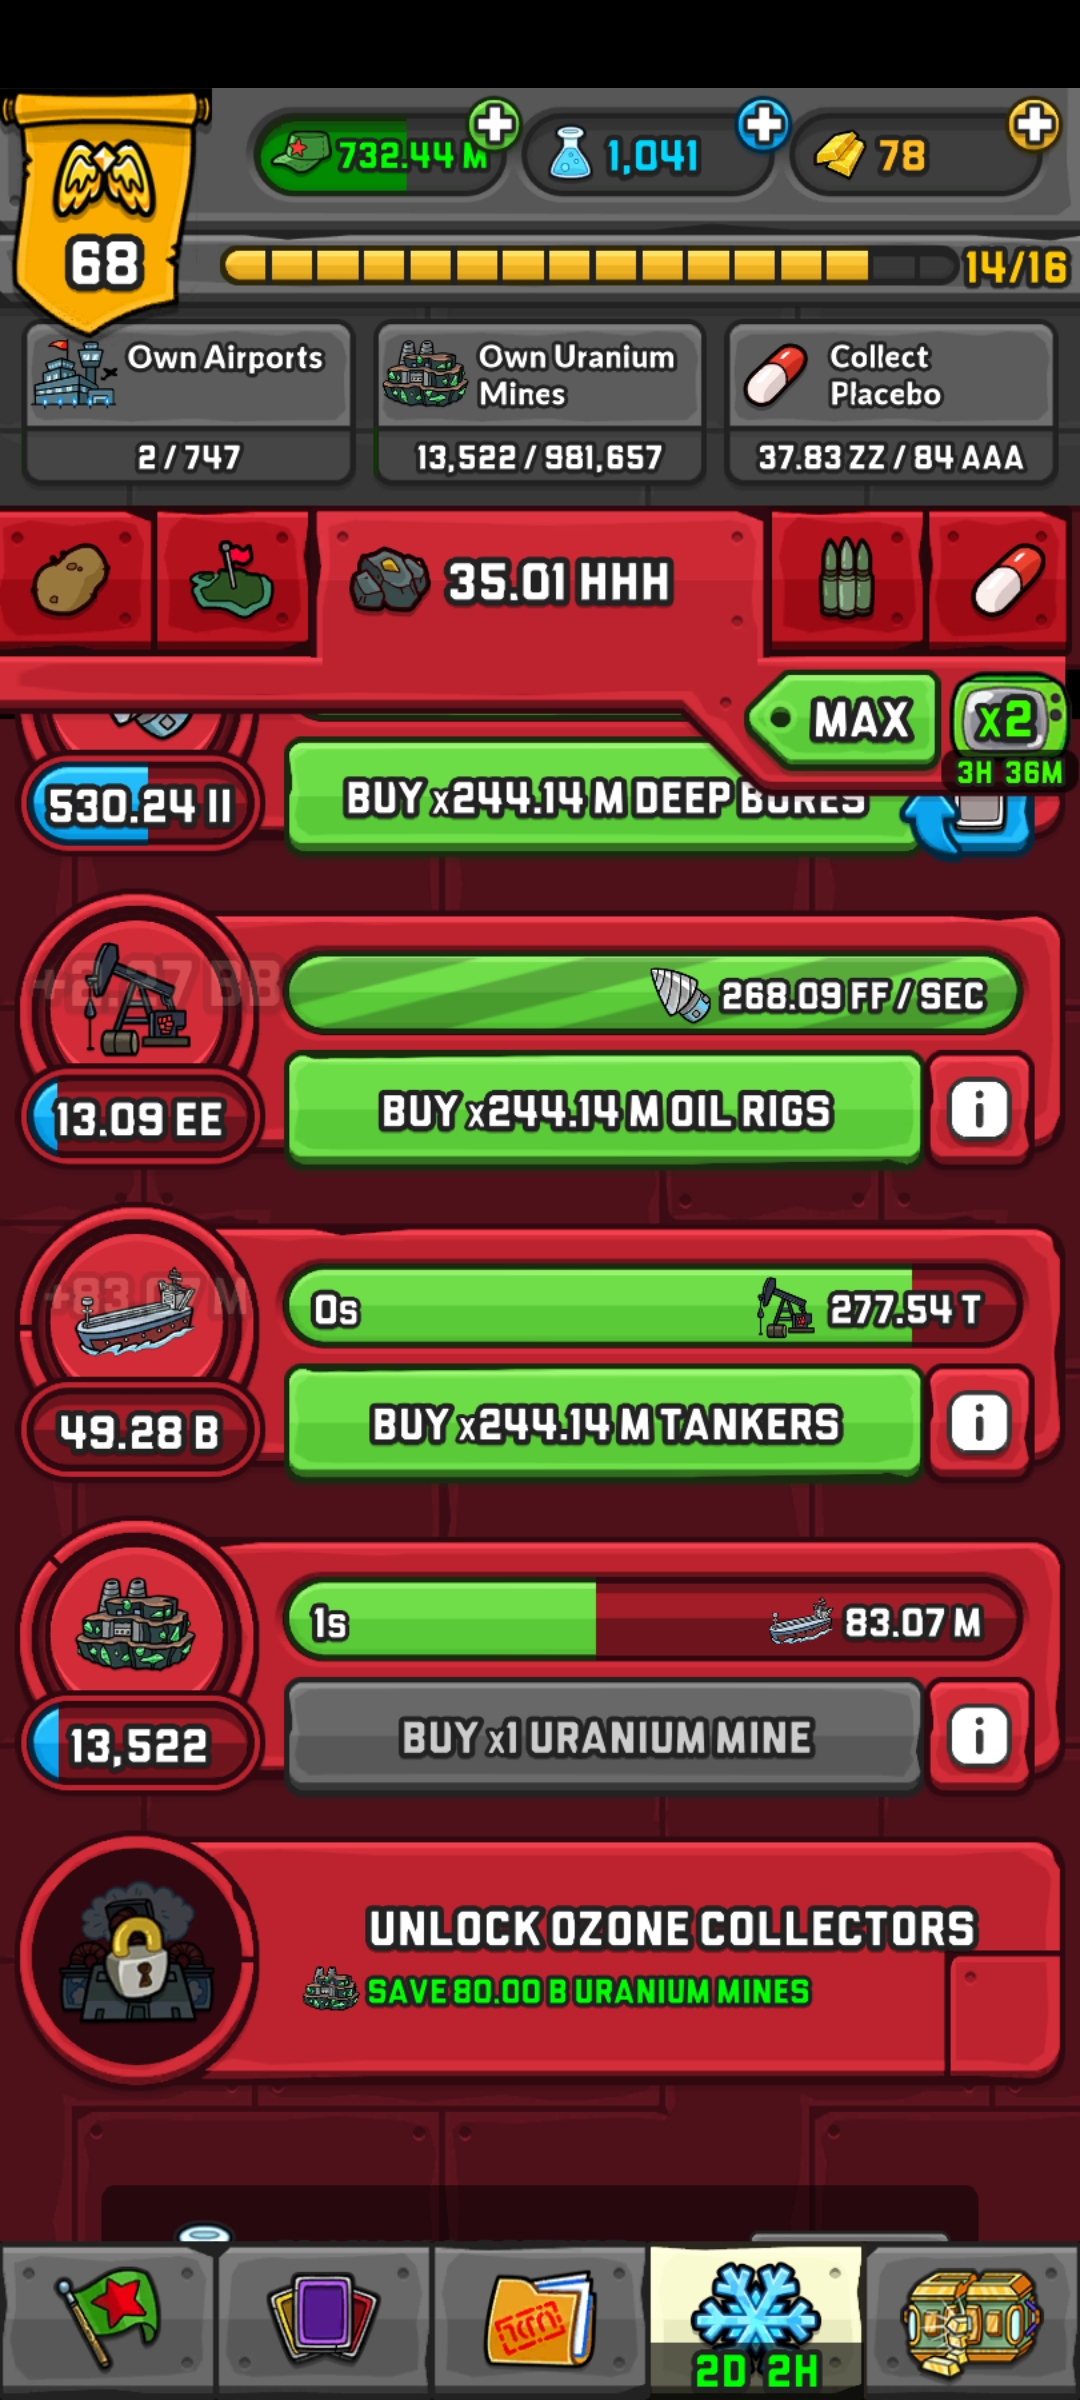 732.44 M
1,041
78
68
14/16
Own Airports
2 / 747
Own Uranium
Mines
13,522 / 981,657
Collect
Placebo
37.83 ZZ / 84 AAA
35.01 HHH
MAX
x2
3H 36M
530.24 II
BUY x244.14 M DEEP BORES
268.09 FF / SEC
13.09 EE
BUY x244.14 M OIL RIGS
+83.07 M
0s
277.54 T
49.28 B
BUY x244.14 M TANKERS
1s
83.07 M
13,522
BUY x1 URANIUM MINE
UNLOCK OZONE COLLECTORS
SAVE 80.00 B URANIUM MINES
2D 2H